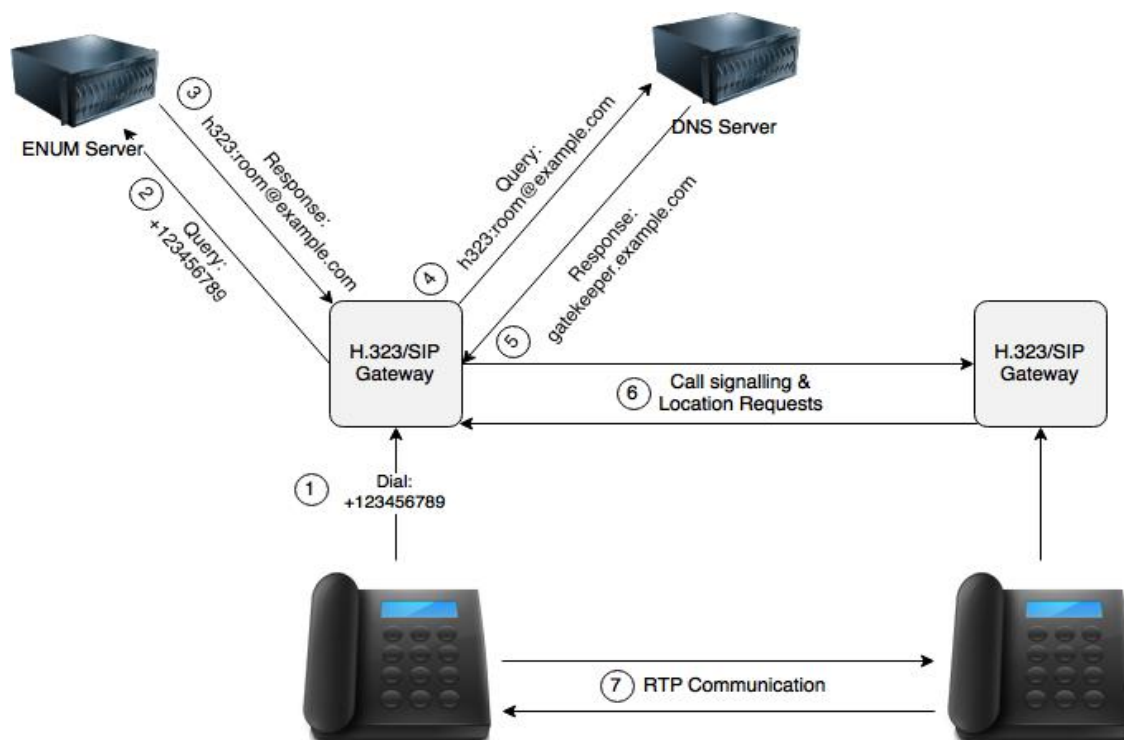 ENUM Server
DNS Server
3
Response:
h323:room@example.com
2
Query:
+123456789
4
Query:
h323:room@example.com
5
Response:
gatekeeper.example.com
H.323/SIP
Gateway
H.323/SIP
Gateway
6
Call signalling &
Location Requests
1
Dial:
+123456789
7 RTP Communication